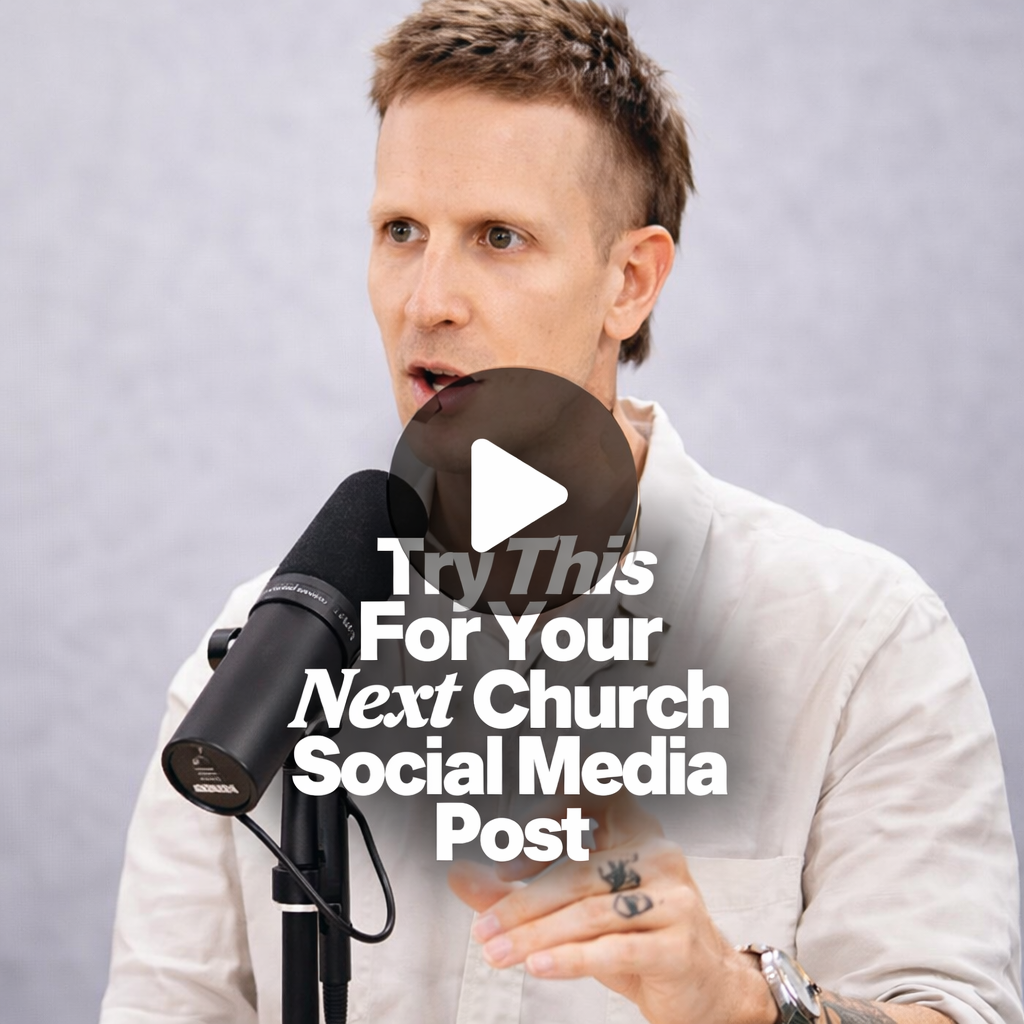 Try This
For Your
Next Church
Social Media
Post